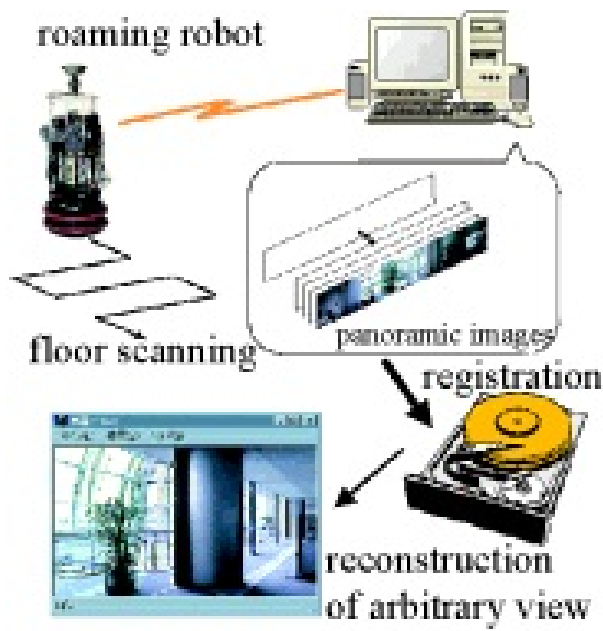 roaming robot
floor scanning
panoramic images
registration
reconstruction
of arbitrary view